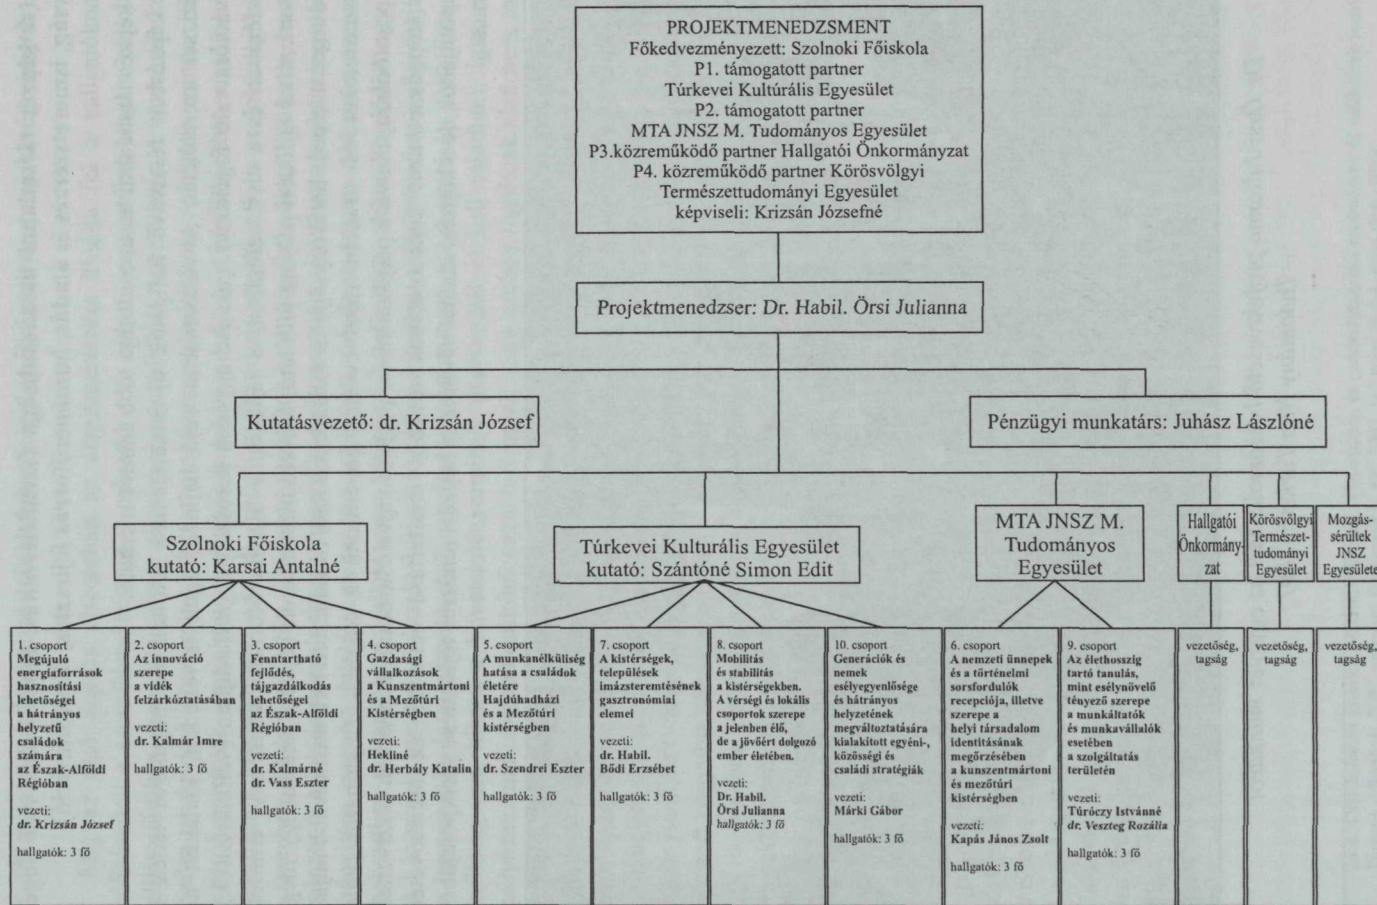 PROJEKTMENEDZSMENT
Főkedvezményezett: Szolnoki Főiskola
P1. támogatott partner
Túrkevei Kultúrális Egyesület
P2. támogatott partner
MTA JNSZ M. Tudományos Egyesület
P3.közreműködő partner Hallgatói Önkormányzat
P4. közreműködő partner Körösvölgyi
Természettudományi Egyesület
képviseli: Krizsán Józsefné
Projektmenedzser: Dr. Habil. Örsi Julianna
Kutatásvezető: dr. Krizsán József
Pénzügyi munkatárs: Juhász Lászlóné
Szolnoki Főiskola
kutató: Karsai Antalné
Túrkevei Kulturális Egyesület
kutató: Szántóné Simon Edit
MTA JNSZ M.
Tudományos
Egyesület
Hallgatói
Önkormány-
zat
Körösvölgyi
Természet-
tudományi
Egyesület
Mozgás-
sérültek
JNSZ
Egyesülete
1. csoport
Megújuló
energiaforrások
hasznosítási
lehetőségei
a hátrányos
helyzetű
családok
számára
az Észak-Alföldi
Régióban
vezeti:
dr. Krizsán József
hallgatók: 3 fő
2. csoport
Az innováció
szerepe
a vidék
felzárkóztatásában
vezeti:
dr. Kalmár Imre
hallgatók: 3 fő
3. csoport
Fenntartható
fejlődés,
tájgazdálkodás
lehetőségei
az Észak-Alföldi
Régióban
vezeti:
dr. Kalmárné
dr. Vass Eszter
hallgatók: 3 fő
4. csoport
Gazdasági
vállalkozások
a Kunszentmártoni
és a Mezőtúri
Kistérségben
vezeti:
Hekliné
dr. Herbály Katalin
hallgatók: 3 fő
5. csoport
A munkanélküliség
hatása a családok
életére
Hajdúhadházi
és a Mezőtúri
kistérségben
vezeti:
dr. Szendrei Eszter
hallgatók: 3 fő
7. csoport
A kistérségek,
települések
imázsteremtésének
gasztronómiai
elemei
vezeti:
dr. Habil.
Bődi Erzsébet
hallgatók: 3 fő
8. csoport
Mobilitás
és stabilitás
a kistérségekben.
A vérségi és lokális
csoportok szerepe
a jelenben élő,
de a jövőért dolgozó
ember életében.
vezeti:
Dr. Habil.
Örsi Julianna
hallgatók: 3 fő
10. csoport
Generációk és
nemek
esélyegyenlősége
és hátrányos
helyzetének
megváltoztatására
kialakított egyéni-,
közösségi és
családi stratégiák
vezeti:
Márki Gábor
hallgatók: 3 fő
6. csoport
A nemzeti ünnepek
és a történelmi
sorsfordulók
recepciója, illetve
szerepe a
helyi társadalom
identitásának
megőrzésében
a kunszentmártoni
és mezőtúri
kistérségben
vezeti:
Kapás János Zsolt
hallgatók: 3 fő
9. csoport
Az élethosszig
tartó tanulás,
mint esélynövelő
tényező szerepe
a munkáltatók
és munkavállalók
esetében
a szolgáltatás
területén
vezeti:
Túróczy Istvánné
dr. Veszteg Rozália
hallgatók: 3 fő
vezetőség,
tagság
vezetőség,
tagság
vezetőség,
tagság